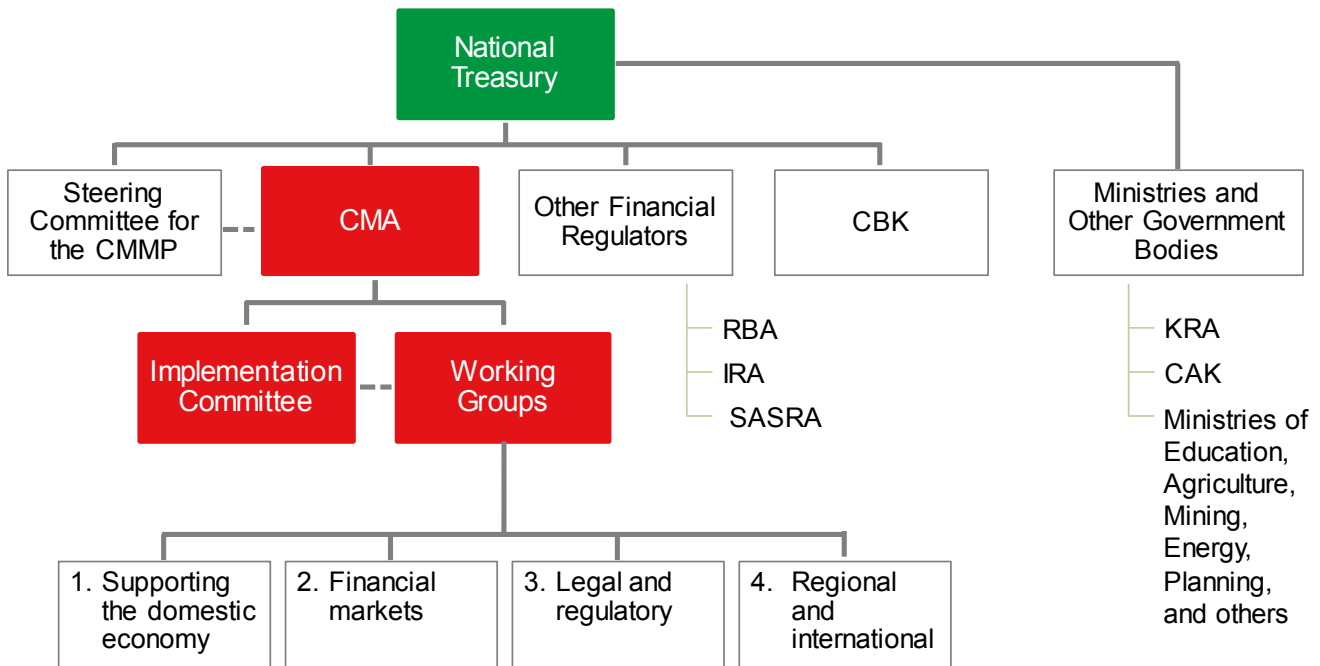 National
Treasury
Steering
Committee for
the CMMP
CMA
Other Financial
Regulators
CBK
Ministries and
Other Government
Bodies
RBA
IRA
SASRA
KRA
CAK
Ministries of
Education,
Agriculture,
Mining,
Energy,
Planning,
and others
Implementation
Committee
Working
Groups
1. Supporting
the domestic
economy
2. Financial
markets
3. Legal and
regulatory
4. Regional
and
international